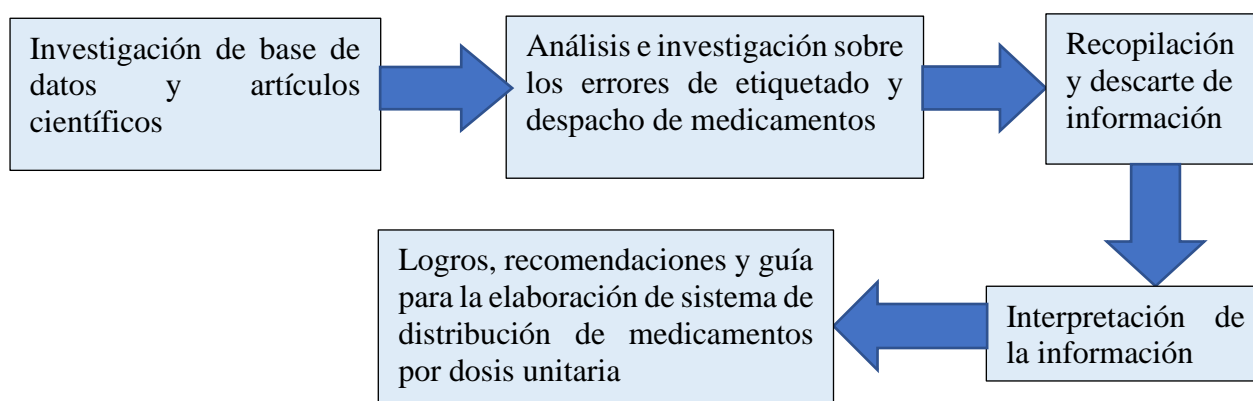 Investigación de base de
datos y artículos
científicos
Análisis e investigación sobre
los errores de etiquetado y
despacho de medicamentos
Recopilación
y descarte de
información
Interpretación de
la información
Logros, recomendaciones y guía
para la elaboración de sistema de
distribución de medicamentos
por dosis unitaria